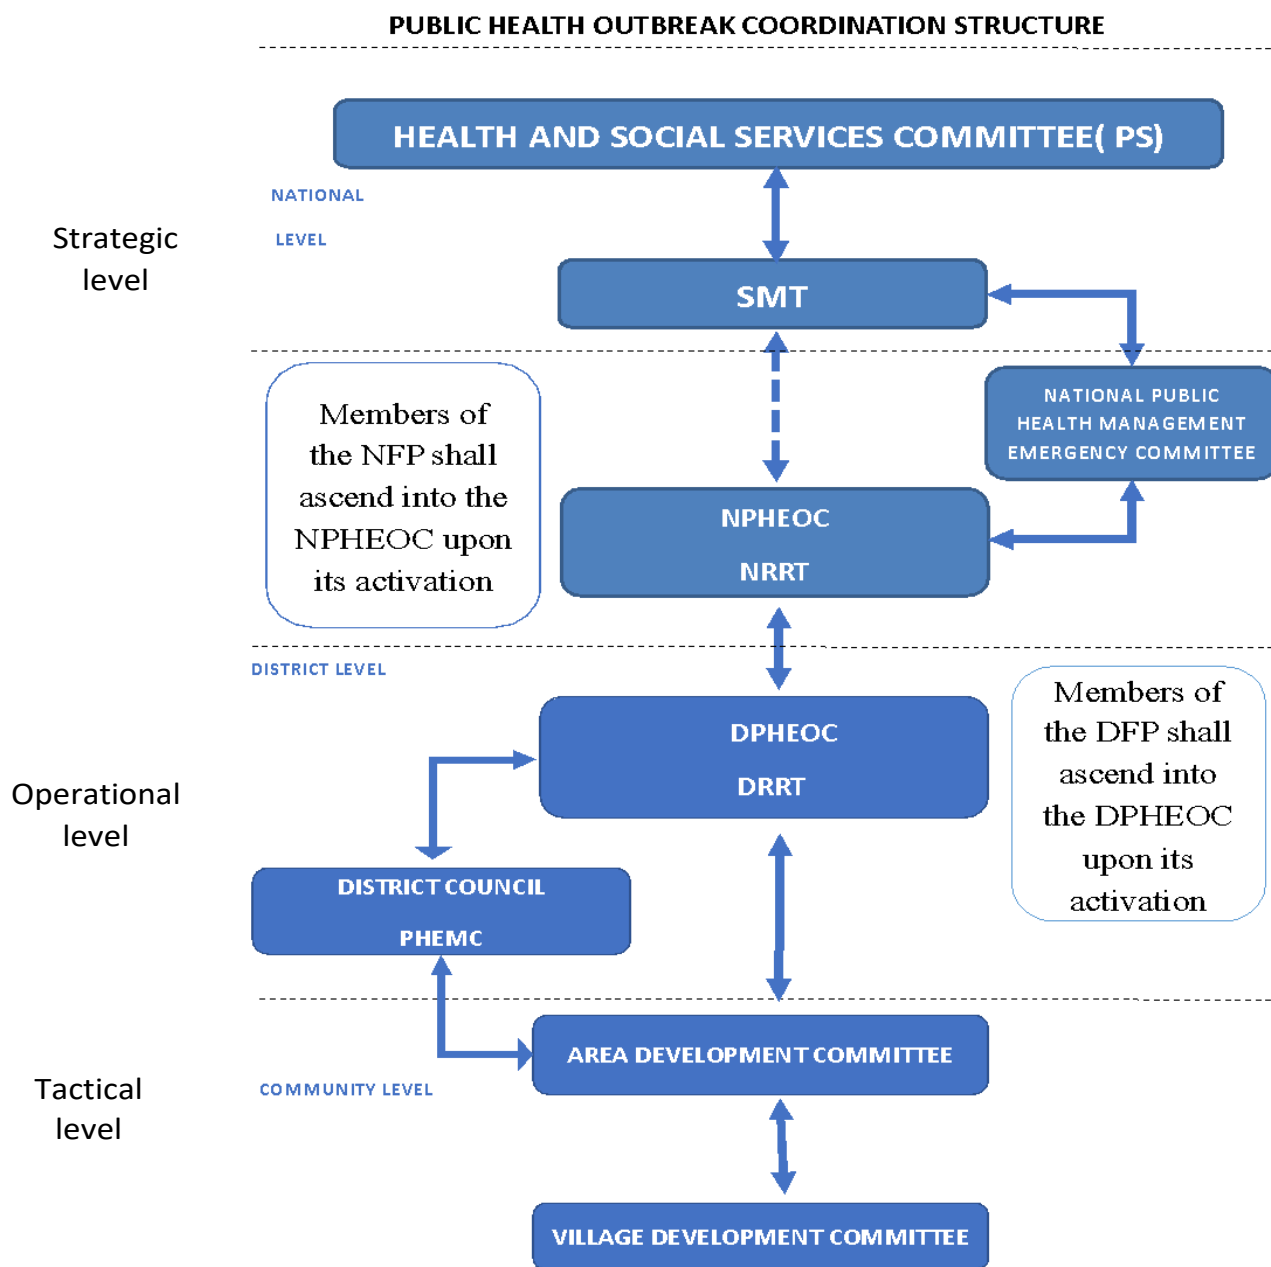 PUBLIC HEALTH OUTBREAK COORDINATION STRUCTURE
HEALTH AND SOCIAL SERVICES COMMITTEE( PS)
NATIONAL
LEVEL
Strategic
level
SMT
Members of
the NFP shall
ascend into the
NPHEOC upon
its activation
NATIONAL PUBLIC
HEALTH MANAGEMENT
EMERGENCY COMMITTEE
NPHEOC
NRRT
DISTRICT LEVEL
Operational
level
DPHEOC
DRRT
Members of
the DFP shall
ascend into
the DPHEOC
upon its
activation
DISTRICT COUNCIL
PHEMC
Tactical
level
COMMUNITY LEVEL
AREA DEVELOPMENT COMMITTEE
VILLAGE DEVELOPMENT COMMITTEE